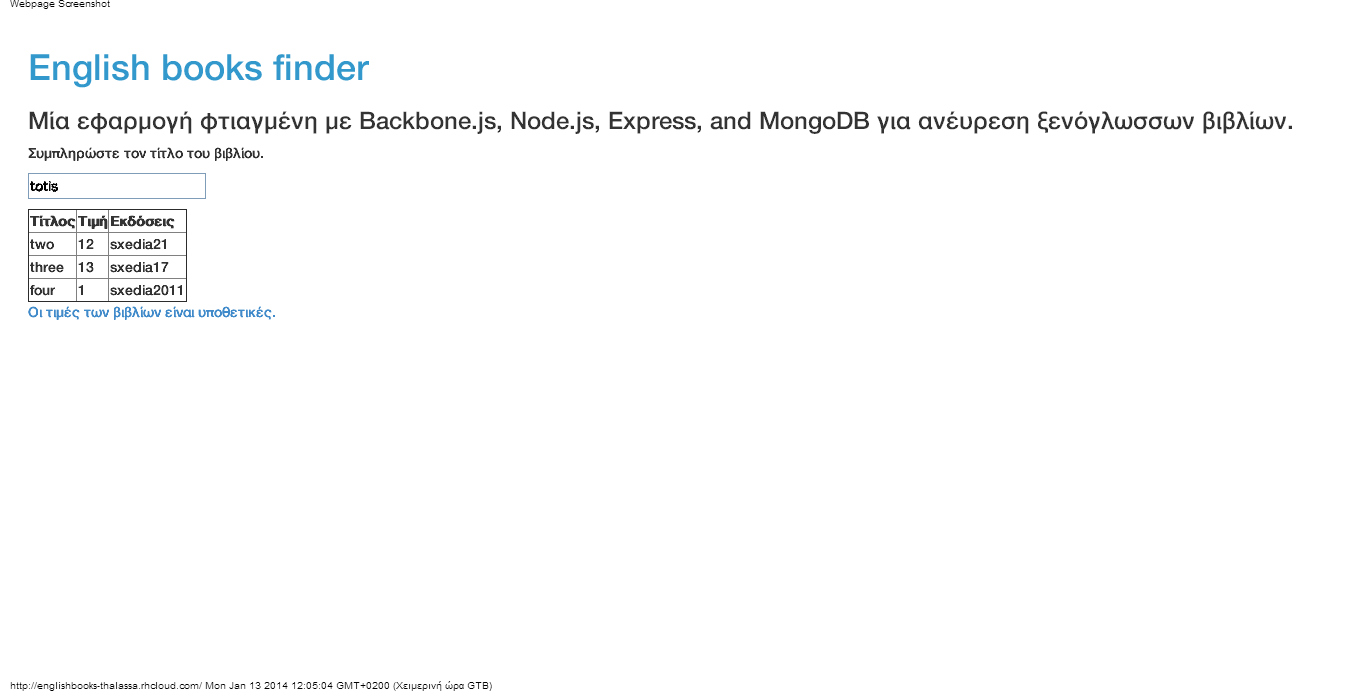 Webpage Screenshot
English books finder
Μία εφαρμογή φτιαγμένη με Backbone.js, Node.js, Express, and MongoDB για ανέυρεση ξενόγλωσσων βιβλίων.
Συμπληρώστε τον τίτλο του βιβλίου.
totis
Τίτλος Τιμή Εκδόσεις
two 12 sxedia21
three 13 sxedia17
four 1 sxedia2011
Οι τιμές των βιβλίων είναι υποθετικές.
http://englishbooks-thalassa.rhcloud.com/ Mon Jan 13 2014 12:05:04 GMT+0200 (Χειμερινή ώρα GTB)